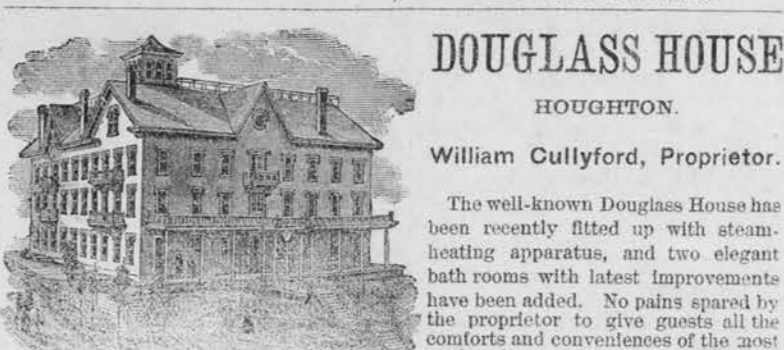 DOUGLASS HOUSE
HOUGHTON.
William Cullyford, Proprietor.
The well-known Douglass House has
been recently fitted up with steam-
heating apparatus, and two elegant
bath rooms with latest improvements
have been added. No pains spared by
the proprietor to give guests all the
comforts and conveniences of the most